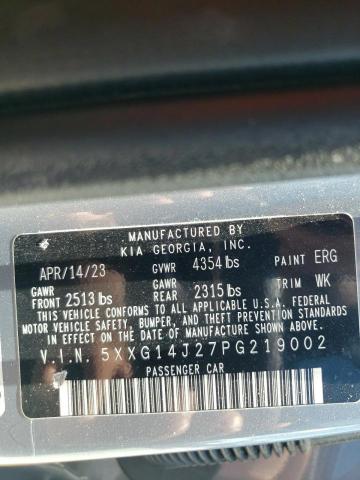 MANUFACTURED BY
KIA GEORGIA, INC.
APR/14/23 GVWR 4354 lbs PAINT ERG
GAWR FRONT 2513 lbs GAWR REAR 2315 lbs TRIM WK
THIS VEHICLE CONFORMS TO ALL APPLICABLE U.S.A. FEDERAL
MOTOR VEHICLE SAFETY, BUMPER, AND THEFT PREVENTION
STANDARDS IN EFFECT ON THE DATE OF MANUFACTURE SHOWN ABOVE.
V.I.N. 5XXG14J27PG219002
PASSENGER CAR